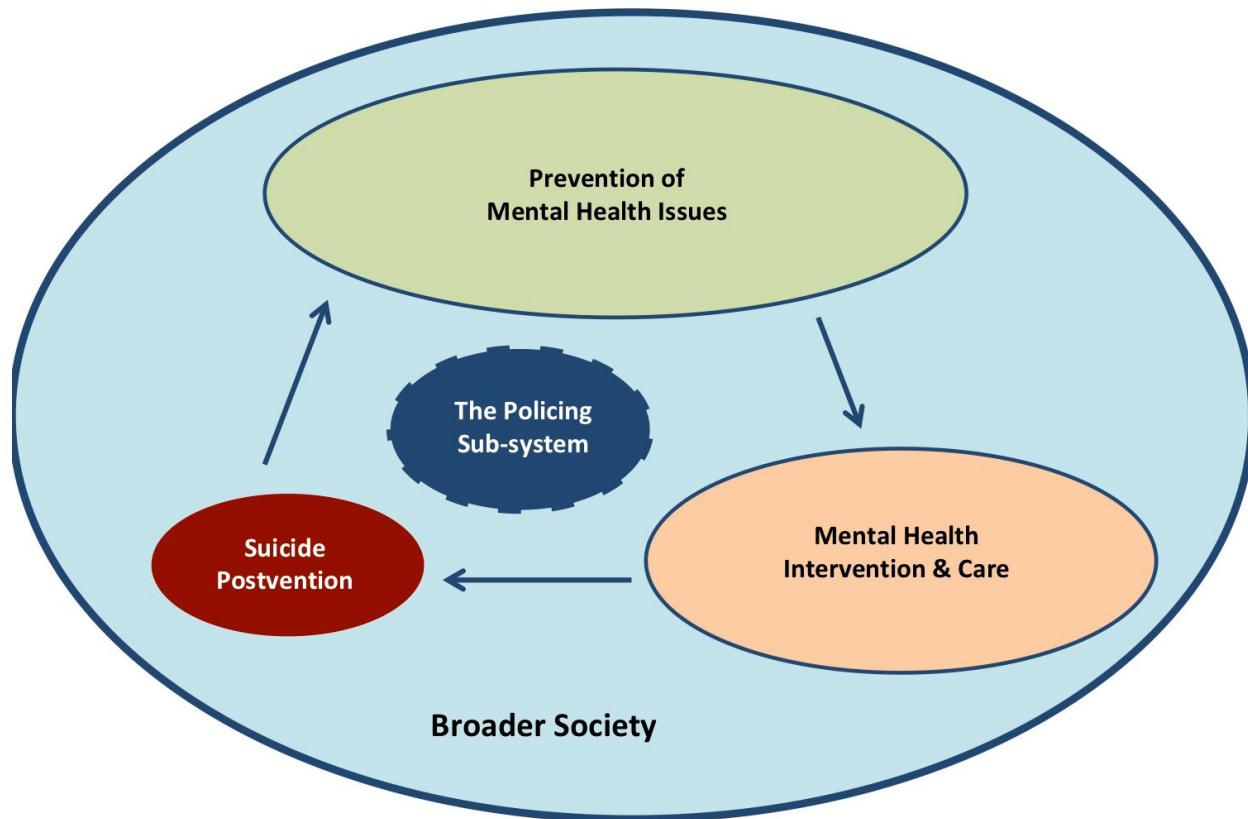 Prevention of
Mental Health Issues
The Policing
Sub-system
Suicide
Postvention
Mental Health
Intervention & Care
Broader Society